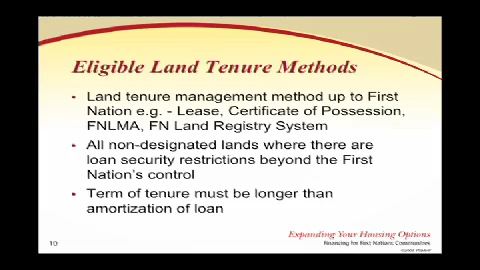 Eligible Land Tenure Methods
• Land tenure management method up to First
Nation e.g. - Lease, Certificate of Possession,
FNLMA, FN Land Registry System
• All non-designated lands where there are
loan security restrictions beyond the First
Nation's control
• Term of tenure must be longer than
amortization of loan
Expanding Your Housing Options
Financing for First Nations Communities